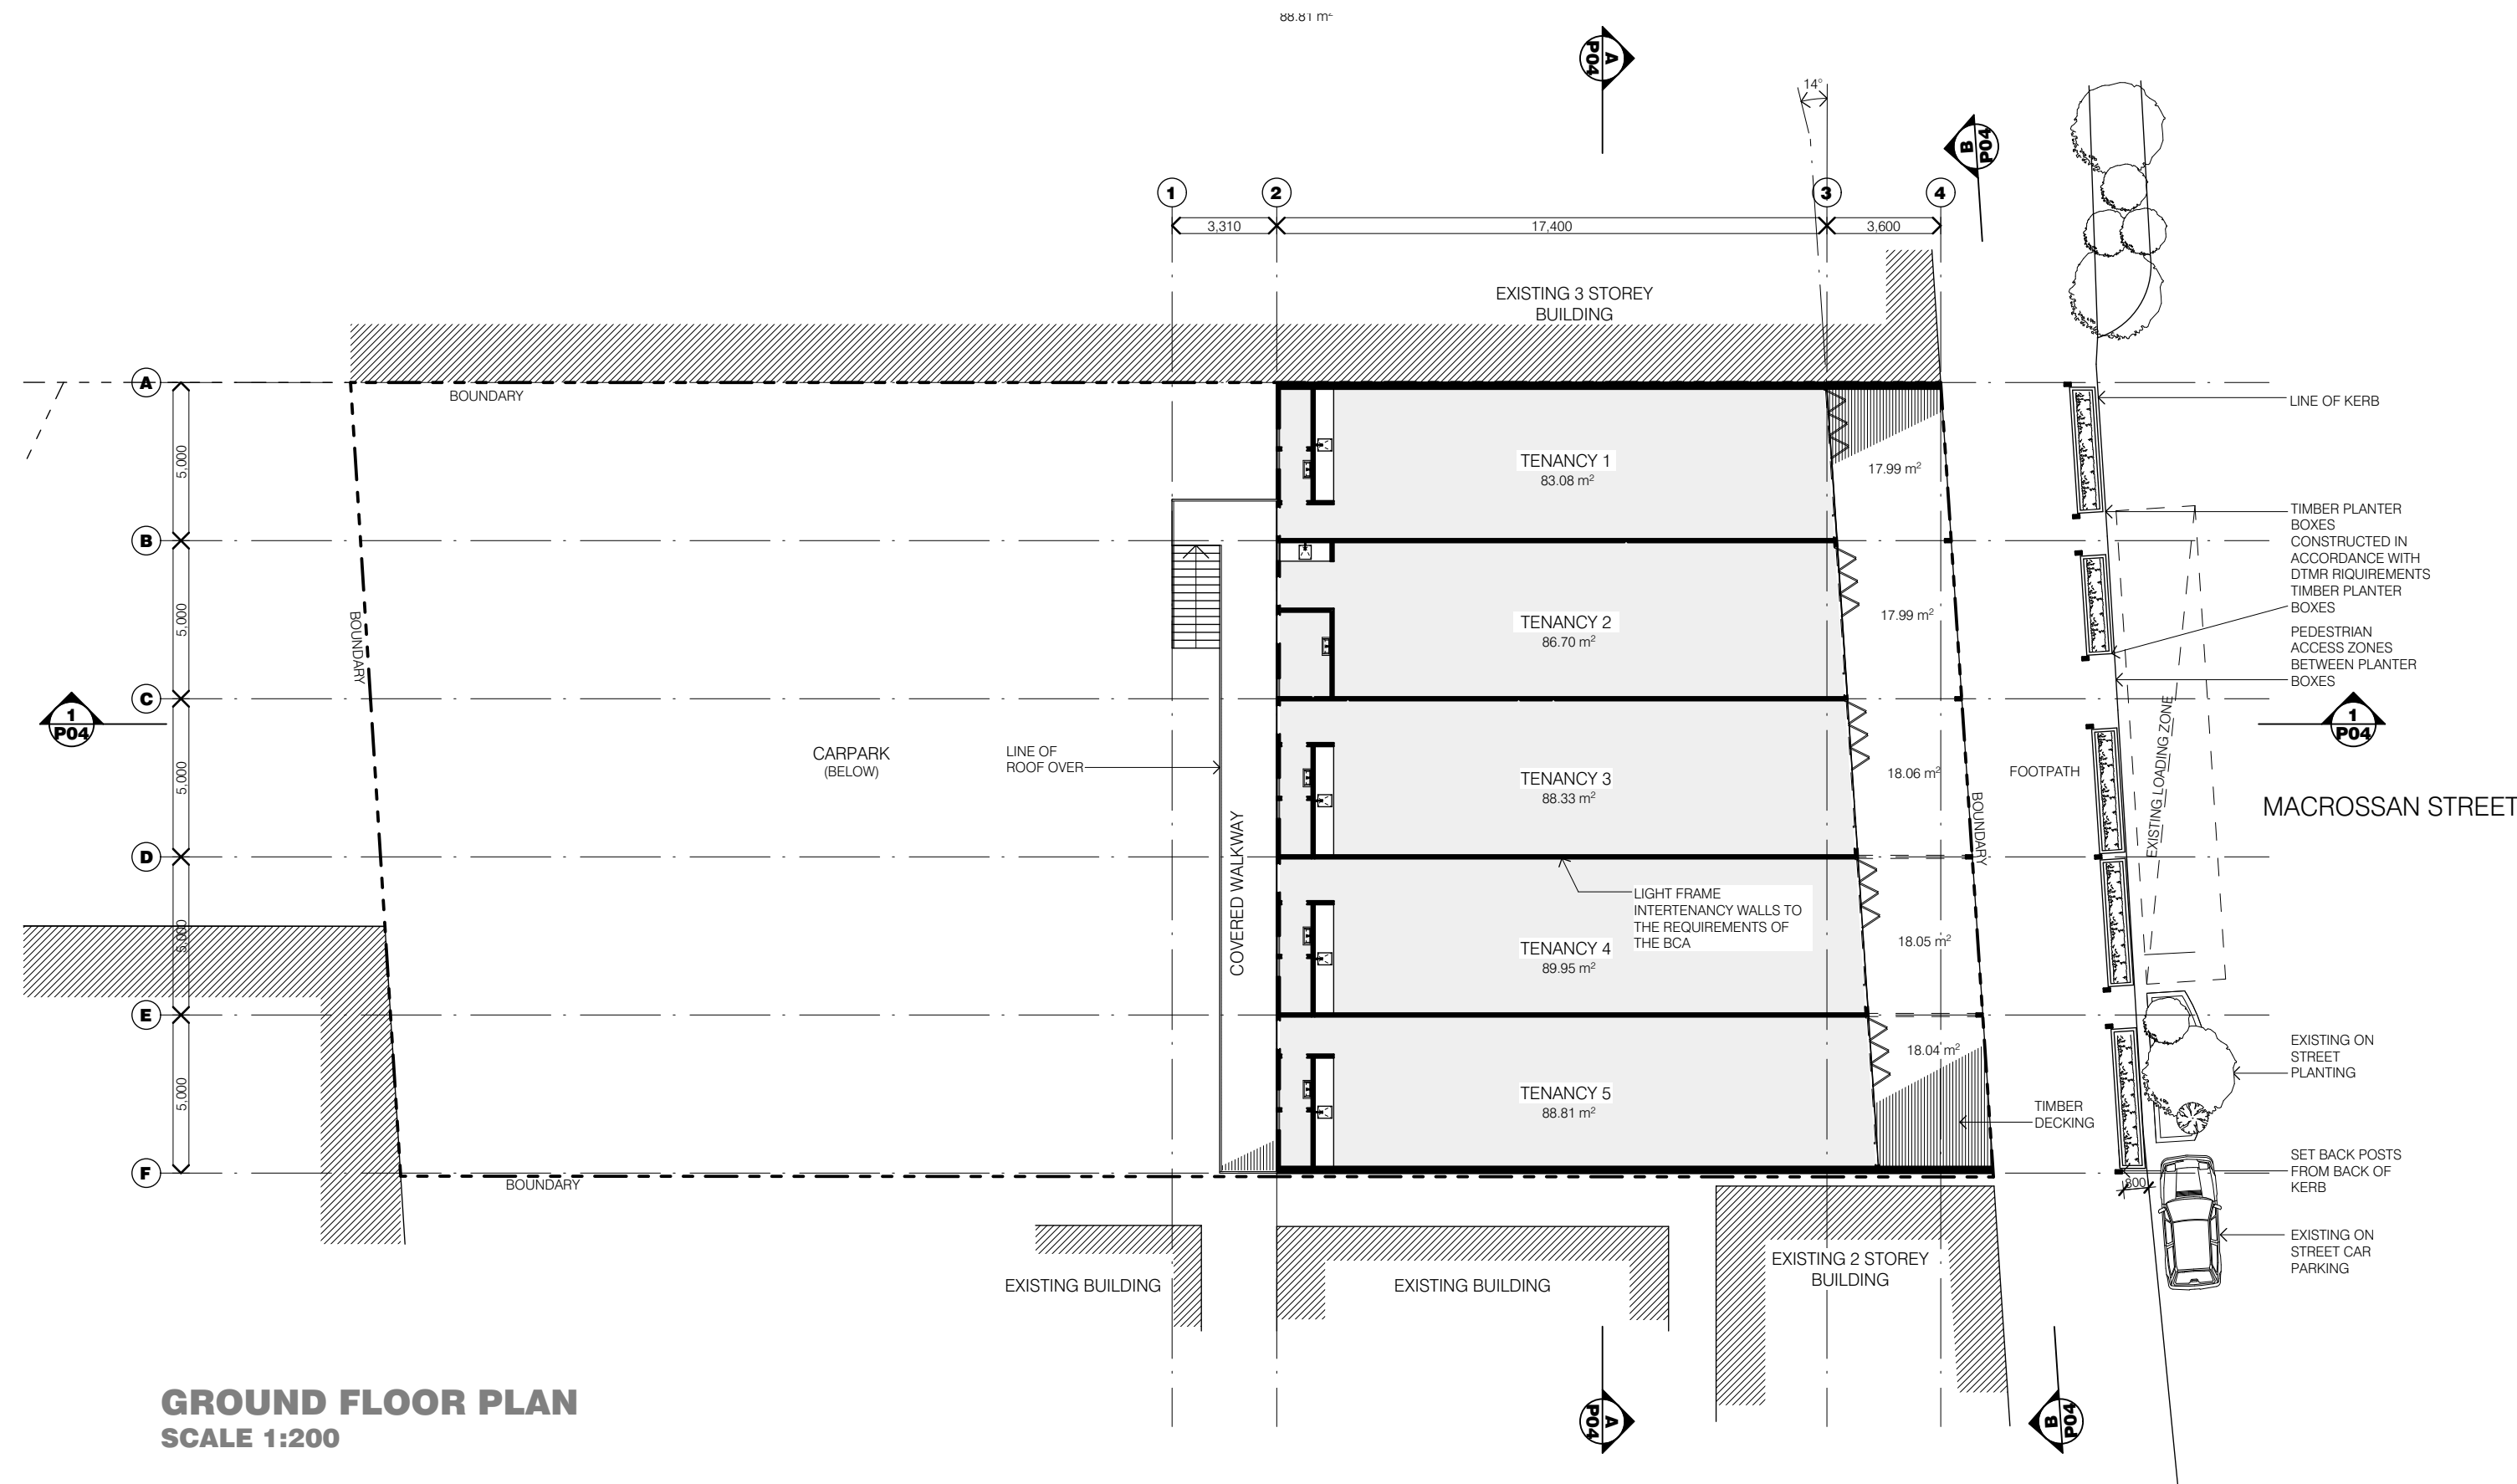 88.81 m²
A
P04
14°
B
P04
1
2
3
4
3,310
17,400
3,600
EXISTING 3 STOREY
BUILDING
A
BOUNDARY
LINE OF KERB
5,000
TENANCY 1
83.08 m²
17.99 m²
TIMBER PLANTER
BOXES
CONSTRUCTED IN
ACCORDANCE WITH
DTMR RIQUIREMENTS
TIMBER PLANTER
BOXES
B
5,000
BOUNDARY
TENANCY 2
86.70 m²
17.99 m²
PEDESTRIAN
ACCESS ZONES
BETWEEN PLANTER
BOXES
C
1
P04
1
P04
5,000
CARPARK
(BELOW)
LINE OF
ROOF OVER
TENANCY 3
88.33 m²
18.06 m²
FOOTPATH
EXISTING LOADING ZONE
MACROSSAN STREET
BOUNDARY
D
COVERED WALKWAY
LIGHT FRAME
INTERTENANCY WALLS TO
THE REQUIREMENTS OF
THE BCA
5,000
TENANCY 4
89.95 m²
18.05 m²
E
5,000
TENANCY 5
88.81 m²
18.04 m²
EXISTING ON
STREET
PLANTING
TIMBER
DECKING
F
BOUNDARY
SET BACK POSTS
FROM BACK OF
KERB
800
EXISTING ON
STREET CAR
PARKING
EXISTING BUILDING
EXISTING BUILDING
EXISTING 2 STOREY
BUILDING
A
P04
B
P04
GROUND FLOOR PLAN
SCALE 1:200